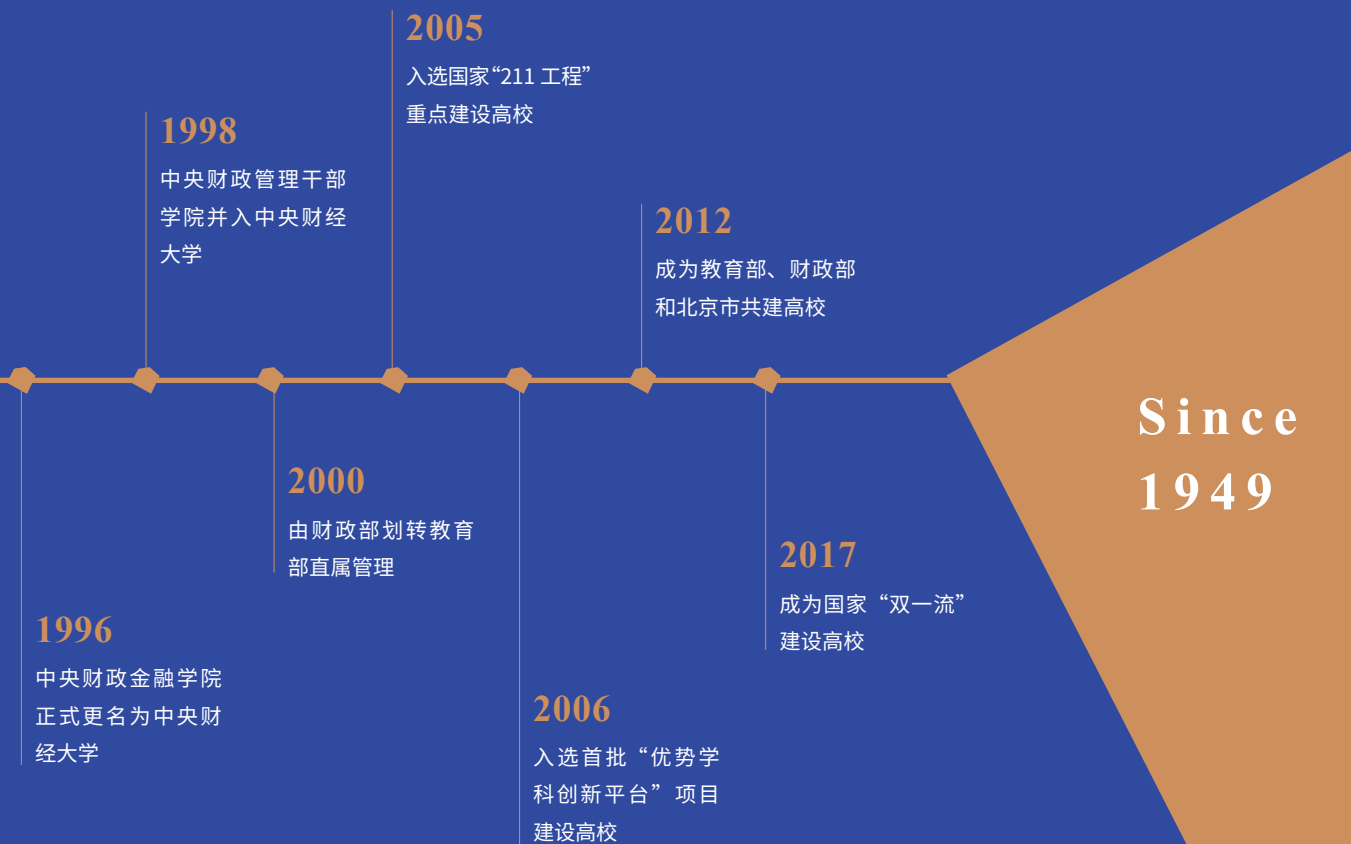 1996
中央财政金融学院
正式更名为中央财
经大学
1998
中央财政管理干部
学院并入中央财经
大学
2000
由财政部划转教育
部直属管理
2005
入选国家“211 工程”
重点建设高校
2006
入选首批“优势学
科创新平台”项目
建设高校
2012
成为教育部、财政部
和北京市共建高校
2017
成为国家“双一流”
建设高校
Since
1949